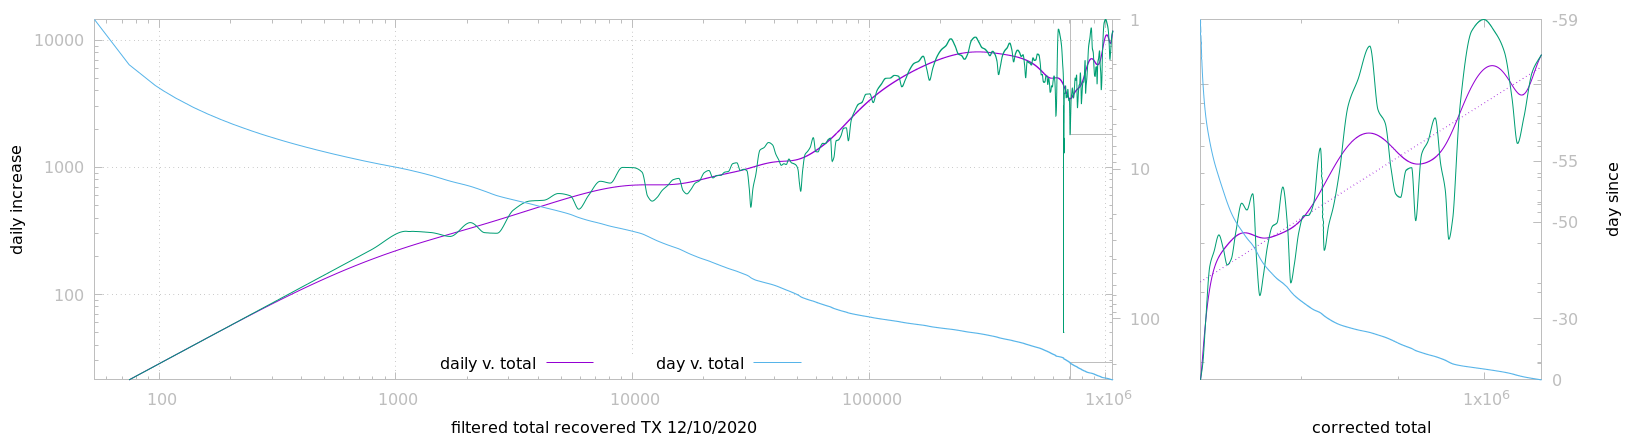 10000
1000
100
daily increase
1
10
100
daily v. total
day v. total
100
1000
10000
100000
1x10^6
filtered total recovered TX 12/10/2020
-59
-55
-50
-30
0
day since
1x10^6
corrected total